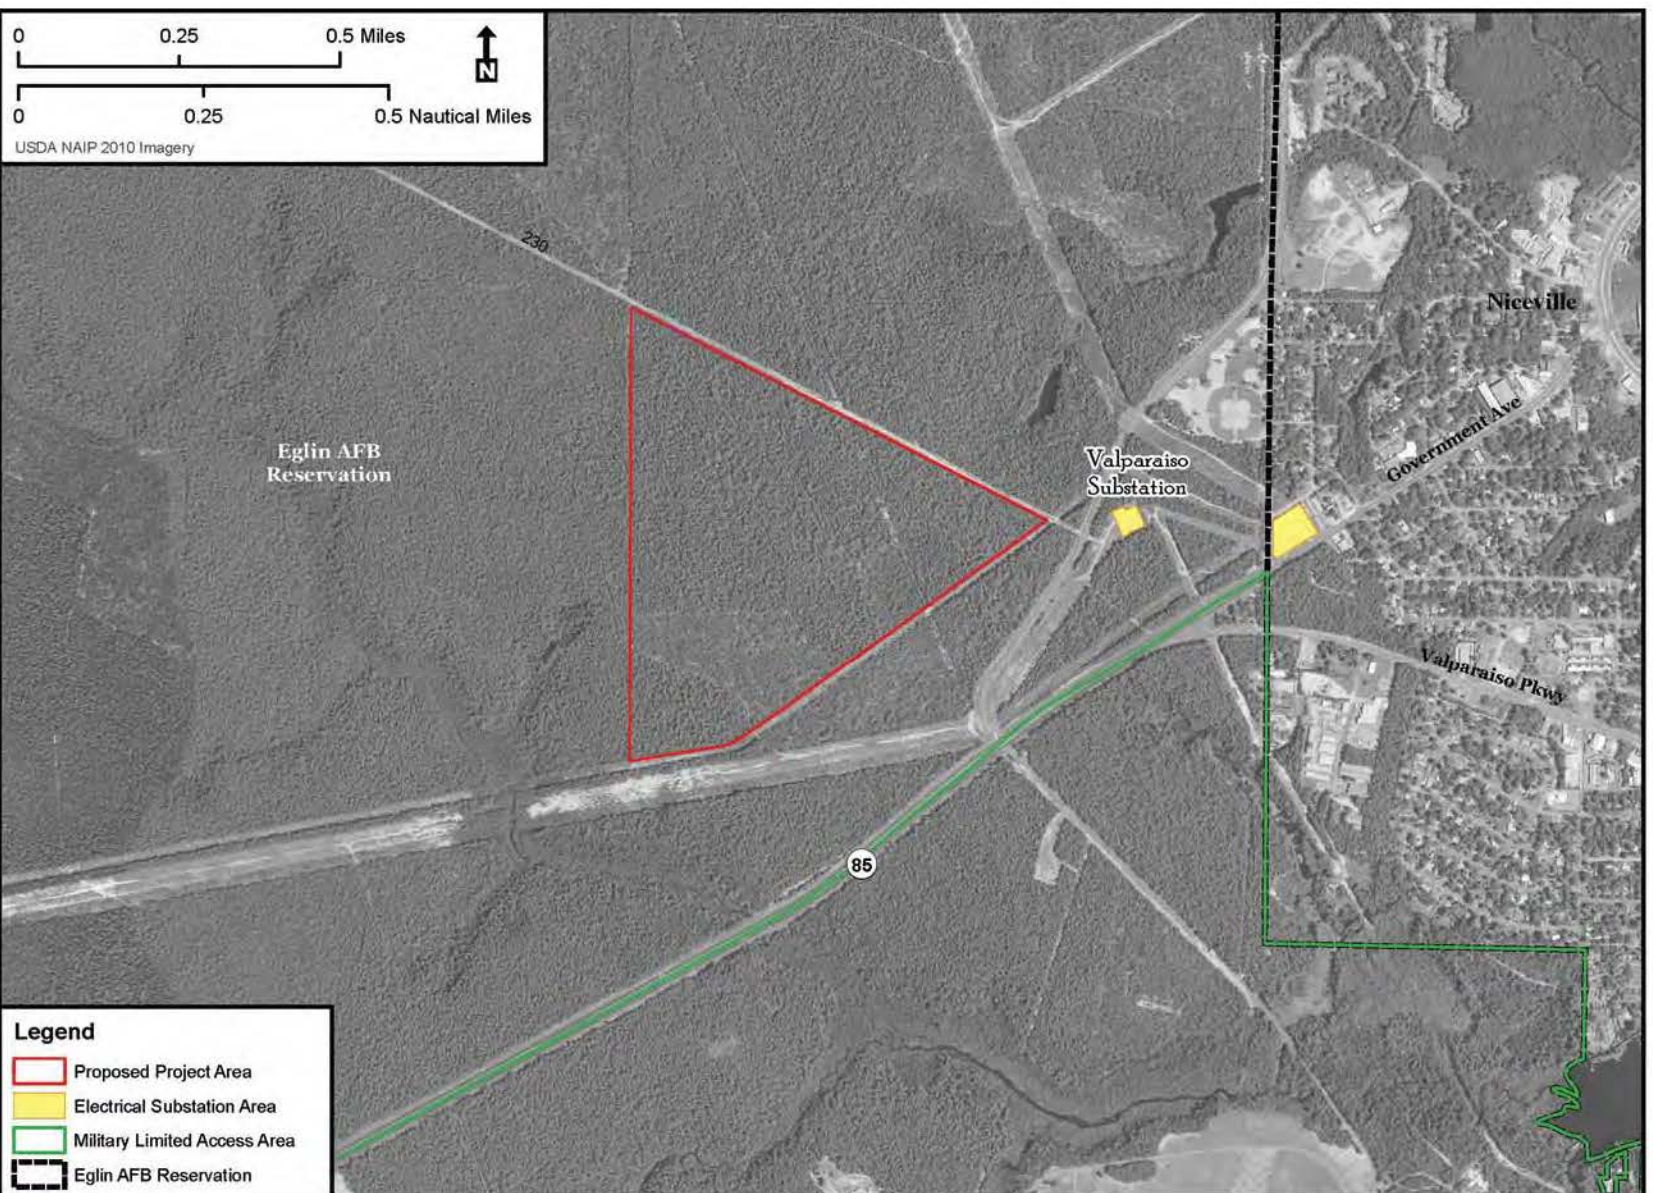 0 0.25 0.5 Miles
N
0 0.25 0.5 Nautical Miles
USDA NAIP 2010 Imagery
230
Niceville
Government Ave
Eglin AFB
Reservation
Valparaiso
Substation
Valparaiso Pkwy
85
Legend
Proposed Project Area
Electrical Substation Area
Military Limited Access Area
Eglin AFB Reservation